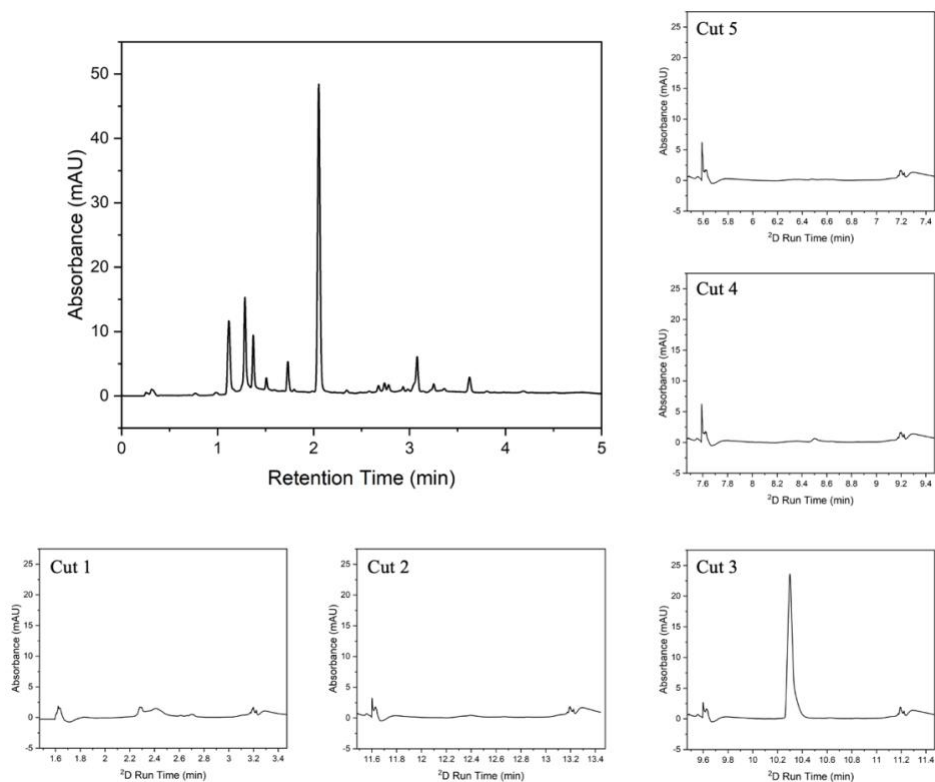 50
40
30
20
10
0
Absorbance (mAU)
0 1 2 3 4 5
Retention Time (min)
Cut 5
25
20
15
10
5
0
-5
Absorbance (mAU)
5.6 5.8 6 6.2 6.4 6.6 6.8 7 7.2 7.4
²D Run Time (min)
Cut 4
25
20
15
10
5
0
-5
Absorbance (mAU)
7.6 7.8 8 8.2 8.4 8.6 8.8 9 9.2 9.4
²D Run Time (min)
Cut 1
25
20
15
10
5
0
-5
Absorbance (mAU)
1.6 1.8 2 2.2 2.4 2.6 2.8 3 3.2 3.4
²D Run Time (min)
Cut 2
25
20
15
10
5
0
-5
Absorbance (mAU)
11.6 11.8 12 12.2 12.4 12.6 12.8 13 13.2 13.4
²D Run Time (min)
Cut 3
25
20
15
10
5
0
-5
Absorbance (mAU)
9.6 9.8 10 10.2 10.4 10.6 10.8 11 11.2 11.4
²D Run Time (min)